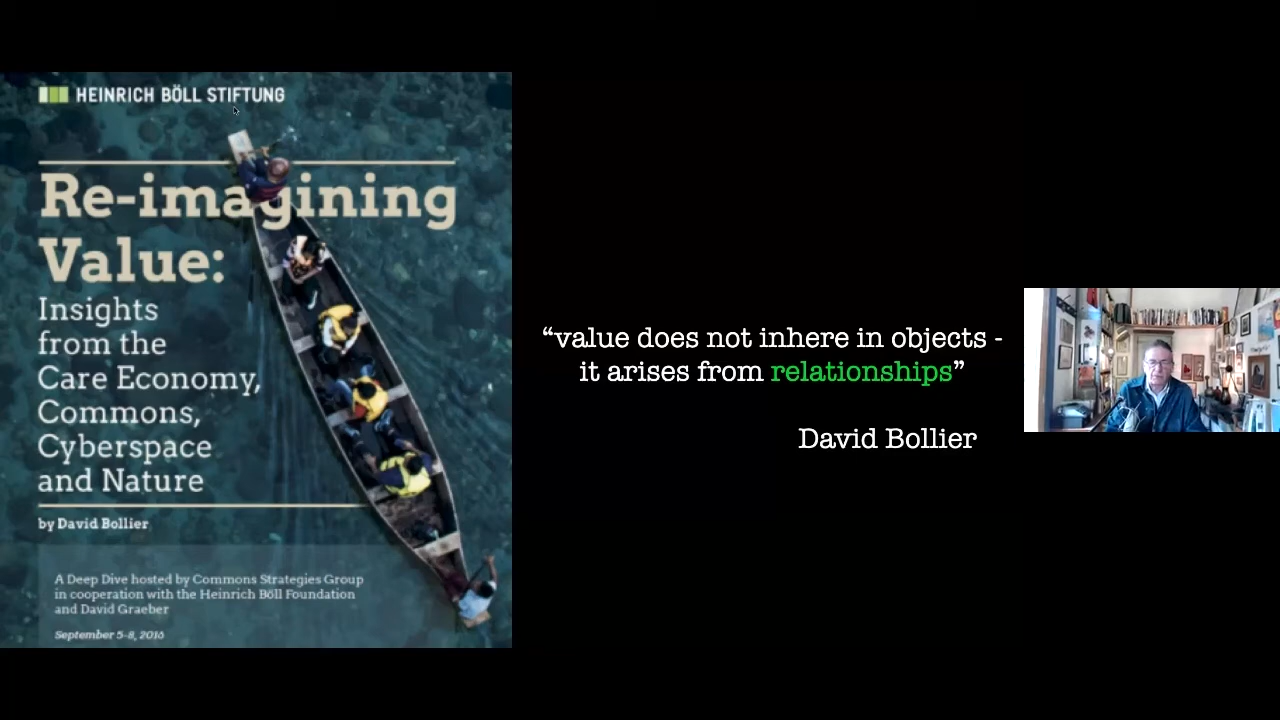 HEINRICH BÖLL STIFTUNG
Re-imagining
Value:
Insights
from the
Care Economy,
Commons,
Cyberspace
and Nature
by David Bollier
A Deep Dive hosted by Commons Strategies Group
in cooperation with the Heinrich Böll Foundation
and David Graeber
September 5-8, 2016
“value does not inhere in objects -
it arises from relationships”
David Bollier